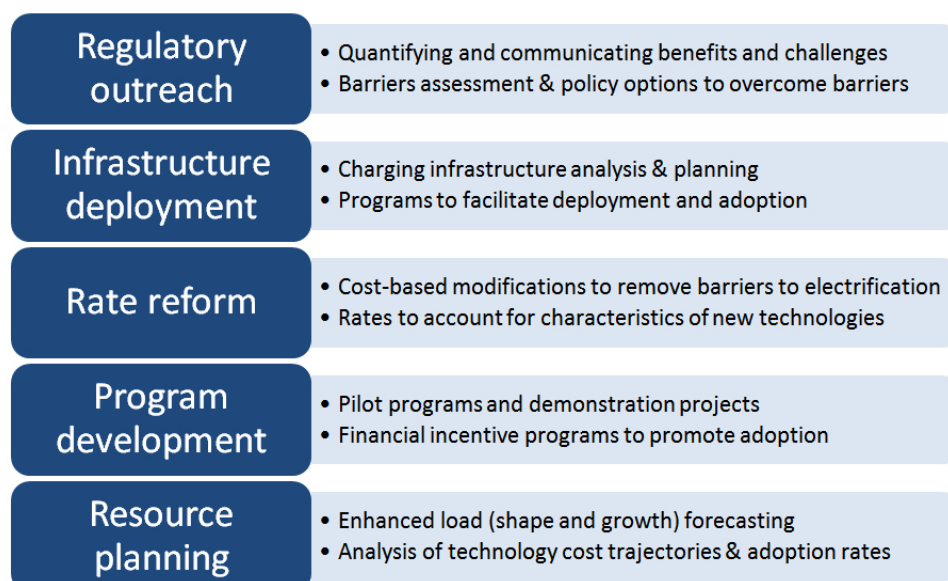 Regulatory
outreach
• Quantifying and communicating benefits and challenges
• Barriers assessment & policy options to overcome barriers
Infrastructure
deployment
• Charging infrastructure analysis & planning
• Programs to facilitate deployment and adoption
Rate reform
• Cost-based modifications to remove barriers to electrification
• Rates to account for characteristics of new technologies
Program
development
• Pilot programs and demonstration projects
• Financial incentive programs to promote adoption
Resource
planning
• Enhanced load (shape and growth) forecasting
• Analysis of technology cost trajectories & adoption rates